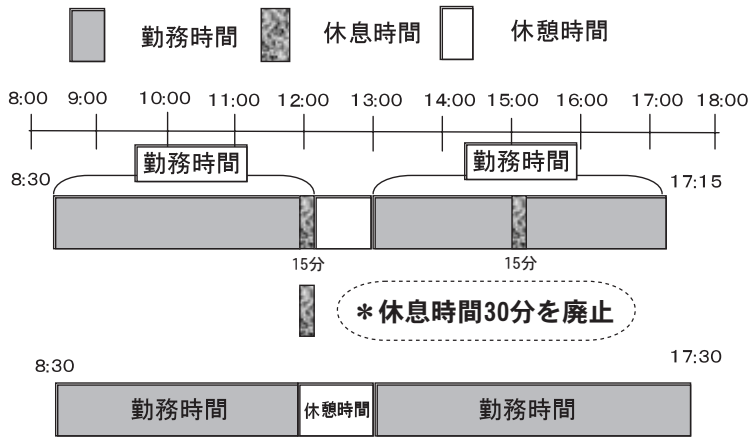 勤務時間 休息時間 休憩時間
8:00 9:00 10:00 11:00 12:00 13:00 14:00 15:00 16:00 17:00 18:00
勤務時間 勤務時間
8:30 17:15
15分 15分
＊休息時間30分を廃止
8:30 17:30
勤務時間 休憩時間 勤務時間